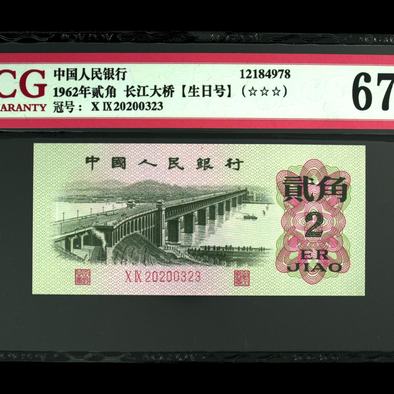 CG
中国人民银行 12184978
1962年贰角 长江大桥【生日号】(☆☆☆)
ARANTY 冠号：X Ⅸ 20200323
67
中國人民銀行
貳角
2
ER
JIAO
X Ⅸ 20200323